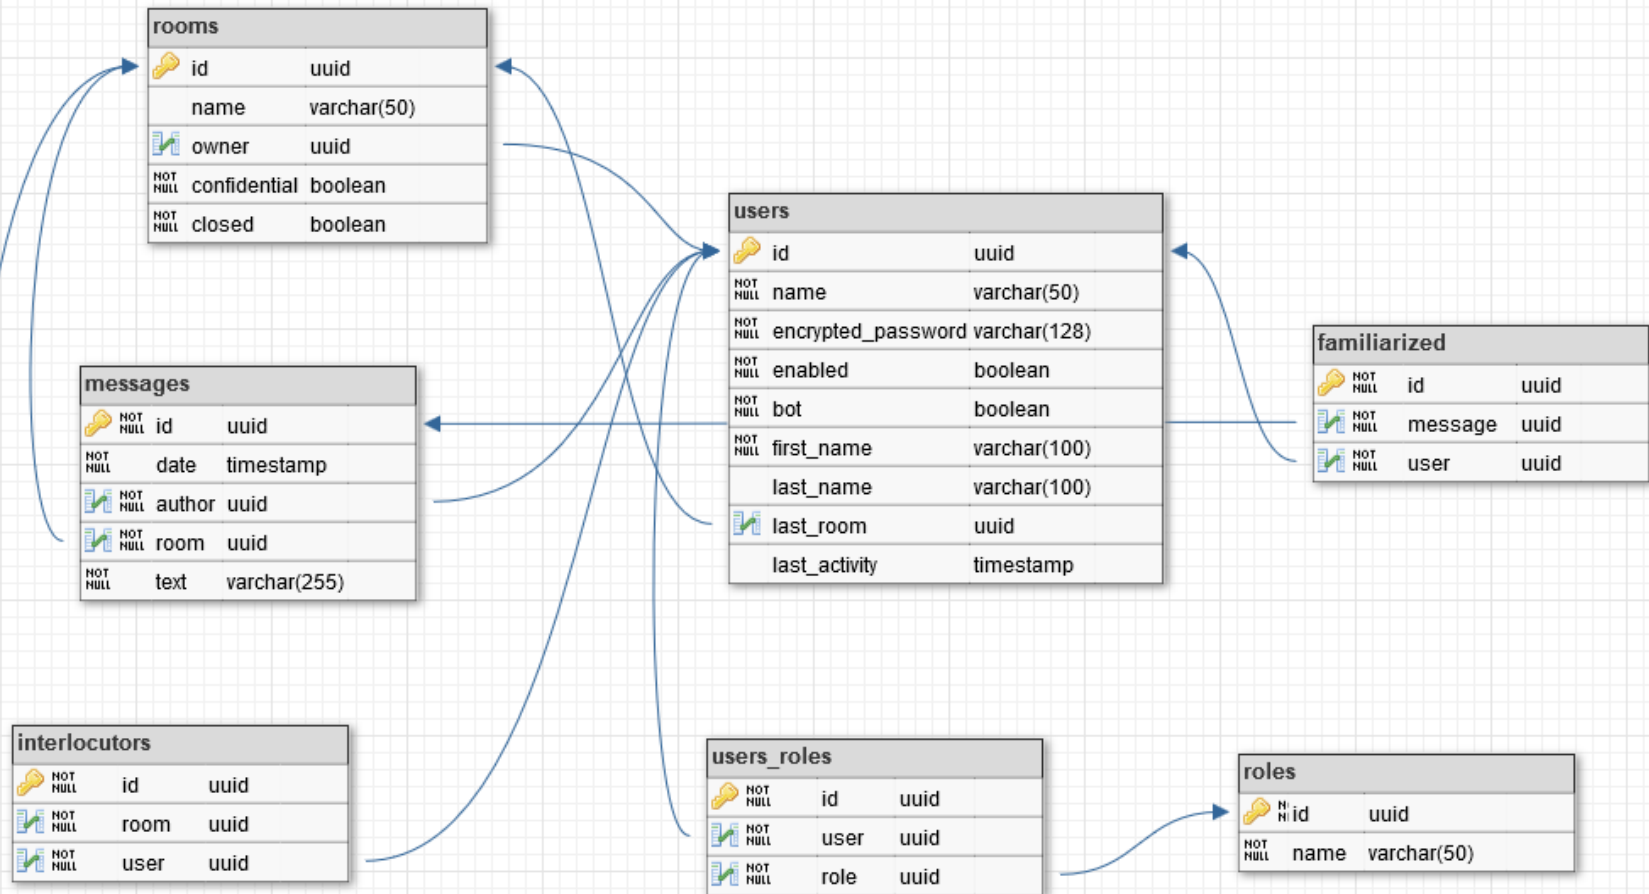 rooms
id uuid
name varchar(50)
owner uuid
NOT NULL confidential boolean
NOT NULL closed boolean
users
id uuid
NOT NULL name varchar(50)
NOT NULL encrypted_password varchar(128)
NOT NULL enabled boolean
NOT NULL bot boolean
NOT NULL first_name varchar(100)
last_name varchar(100)
last_room uuid
last_activity timestamp
familiarized
NOT NULL id uuid
NOT NULL message uuid
NOT NULL user uuid
messages
NOT NULL id uuid
NOT NULL date timestamp
NOT NULL author uuid
NOT NULL room uuid
NOT NULL text varchar(255)
interlocutors
NOT NULL id uuid
NOT NULL room uuid
NOT NULL user uuid
users_roles
NOT NULL id uuid
NOT NULL user uuid
NOT NULL role uuid
roles
id uuid
NOT NULL name varchar(50)